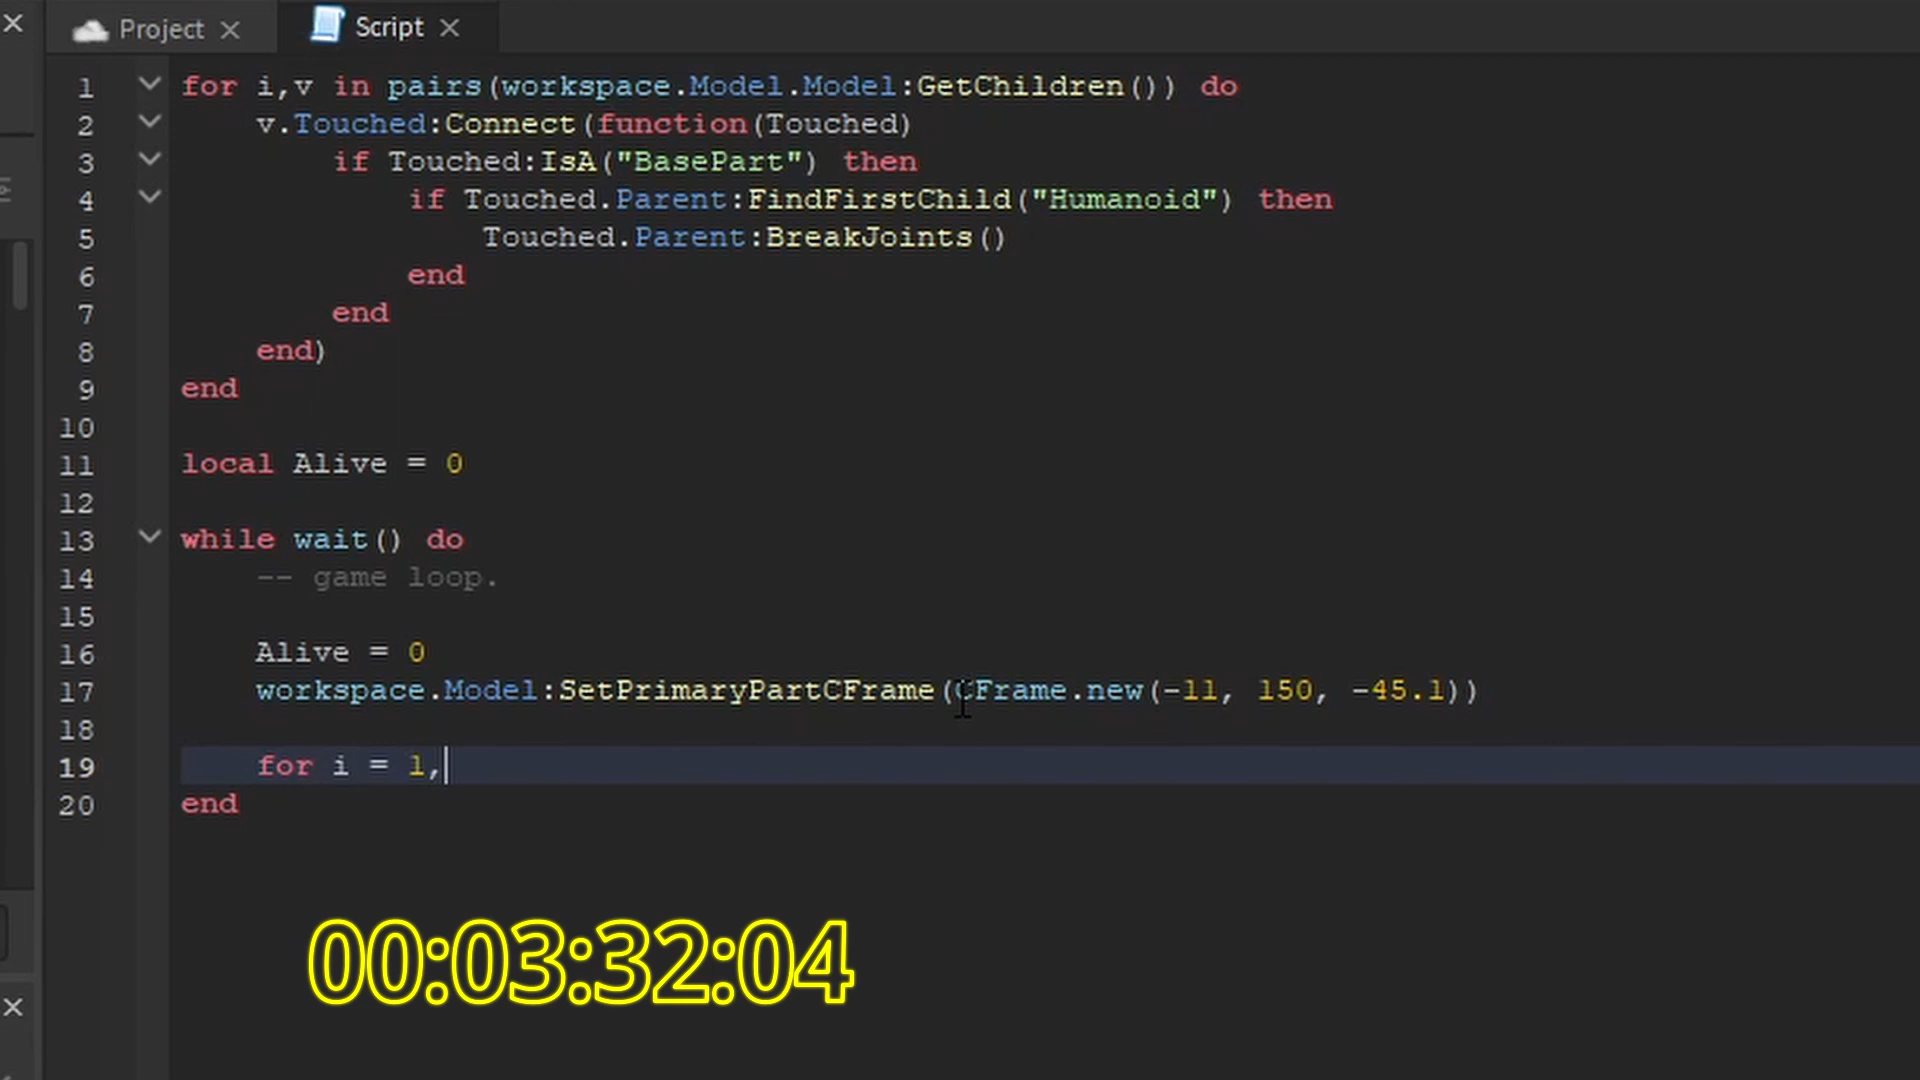 Project
Script
1 for i,v in pairs(workspace.Model.Model:GetChildren()) do
2 v.Touched:Connect(function(Touched)
3 if Touched:IsA("BasePart") then
4 if Touched.Parent:FindFirstChild("Humanoid") then
5 Touched.Parent:BreakJoints()
6 end
7 end
8 end)
9 end
10
11 local Alive = 0
12
13 while wait() do
14 -- game loop.
15
16 Alive = 0
17 workspace.Model:SetPrimaryPartCFrame(CFrame.new(-11, 150, -45.1))
18
19 for i = 1,
20 end
00:03:32:04